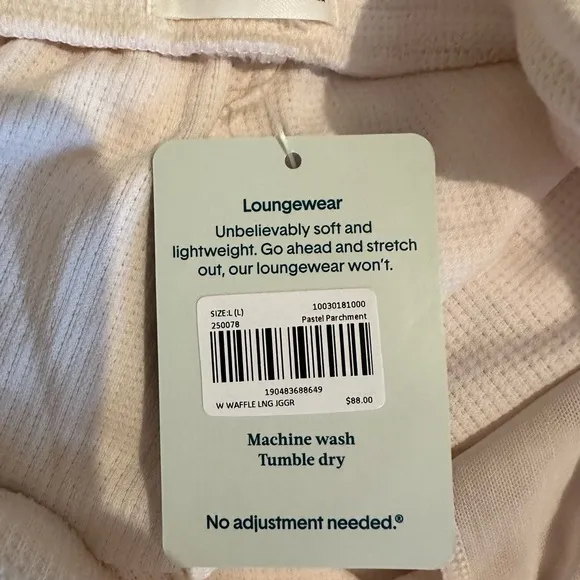 Loungewear
Unbelievably soft and
lightweight. Go ahead and stretch
out, our loungewear won't.
SIZE:L (L) 10030181000
250078 Pastel Parchment
190483688649
W WAFFLE LNG JGGR $88.00
Machine wash
Tumble dry
No adjustment needed.®